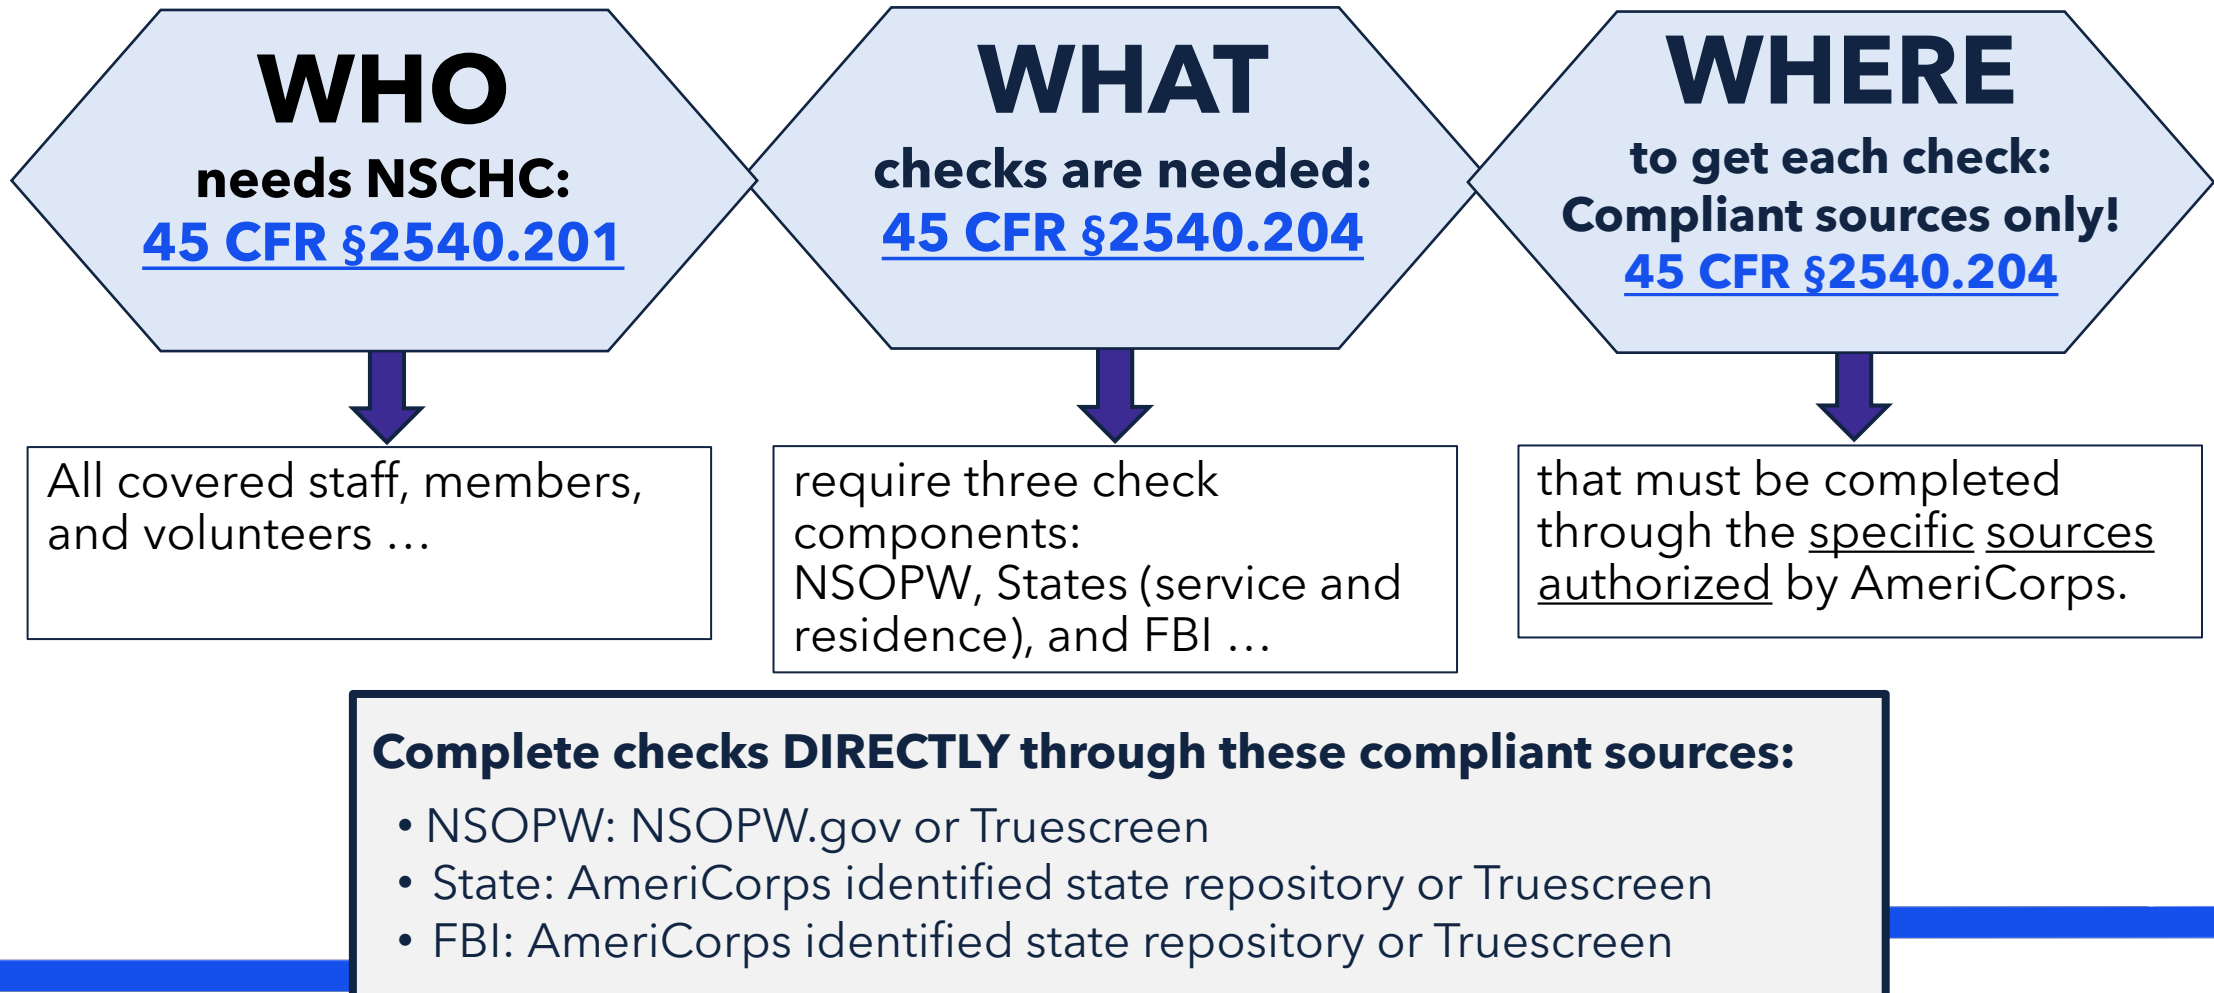 WHO
needs NSCHC:
45 CFR §2540.201
WHAT
checks are needed:
45 CFR §2540.204
WHERE
to get each check:
Compliant sources only!
45 CFR §2540.204
All covered staff, members,
and volunteers …
require three check
components:
NSOPW, States (service and
residence), and FBI …
that must be completed
through the specific sources
authorized by AmeriCorps.
Complete checks DIRECTLY through these compliant sources:
• NSOPW: NSOPW.gov or Truescreen
• State: AmeriCorps identified state repository or Truescreen
• FBI: AmeriCorps identified state repository or Truescreen